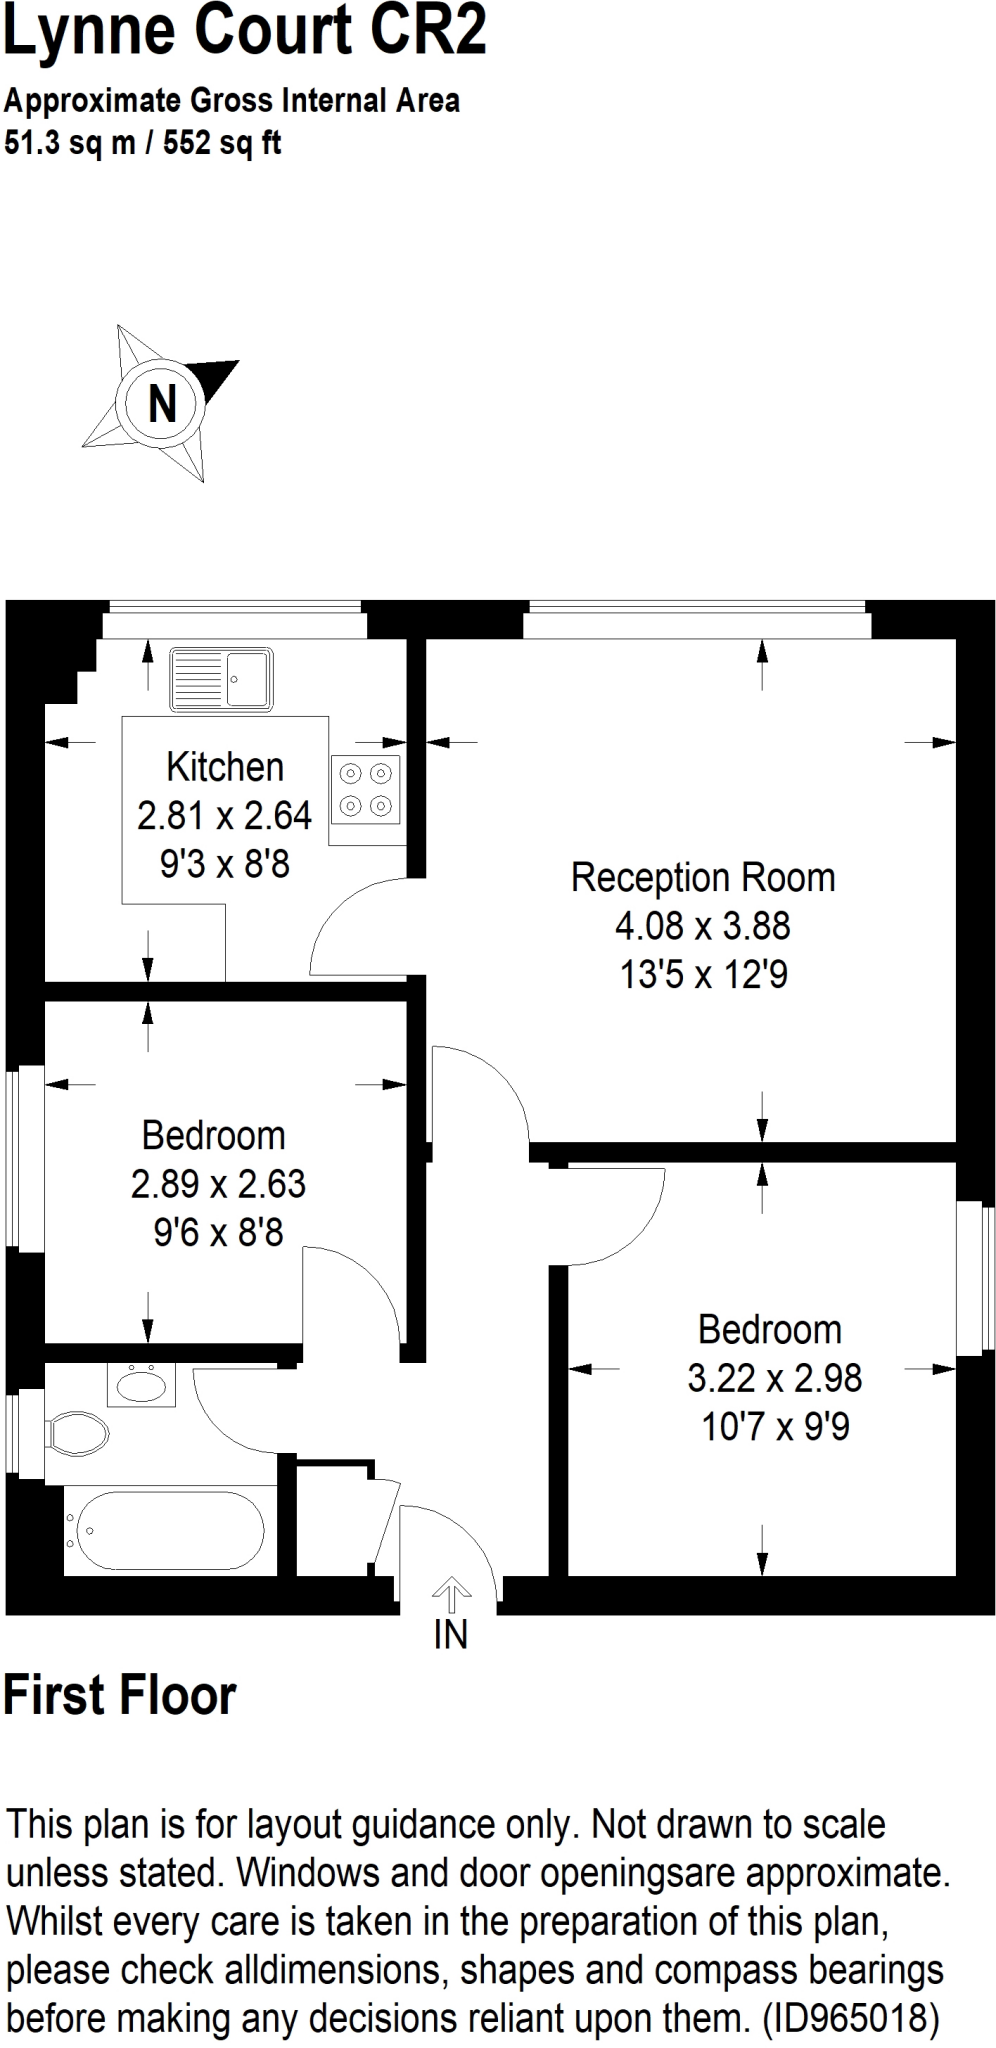 Lynne Court CR2
Approximate Gross Internal Area
51.3 sq m / 552 sq ft
N
Kitchen
2.81 x 2.64
9'3 x 8'8
Reception Room
4.08 x 3.88
13'5 x 12'9
Bedroom
2.89 x 2.63
9'6 x 8'8
Bedroom
3.22 x 2.98
10'7 x 9'9
IN
First Floor
This plan is for layout guidance only. Not drawn to scale
unless stated. Windows and door openingsare approximate.
Whilst every care is taken in the preparation of this plan,
please check alldimensions, shapes and compass bearings
before making any decisions reliant upon them. (ID965018)